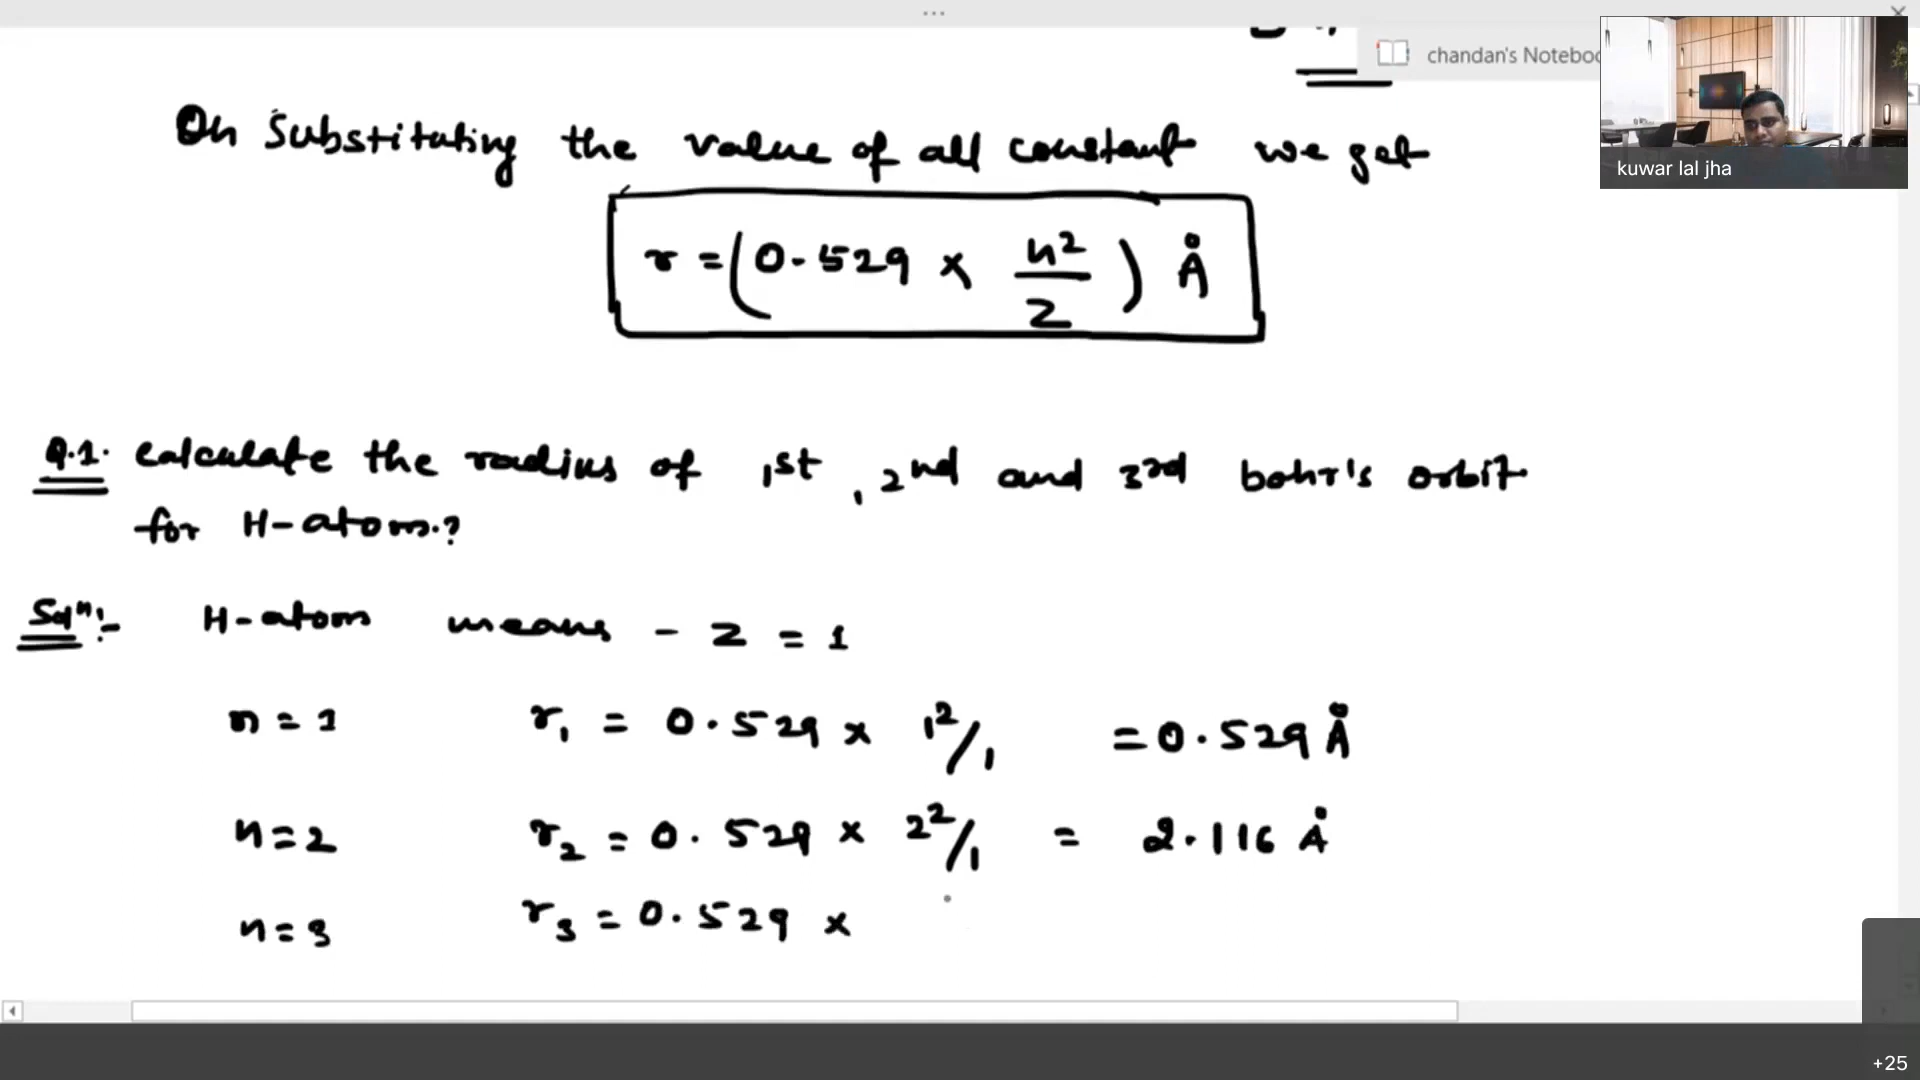 chandan's Noteboo
kuwar lal jha
On Substituting the value of all constant we get
r = (0.529 × n²/Z) Å
Q.1. Calculate the radius of 1st, 2nd and 3rd bohr's orbit
for H-atom.?
Solⁿ:- H-atom means - Z = 1
n = 1 r₁ = 0.529 × 1²/1 = 0.529 Å
n = 2 r₂ = 0.529 × 2²/1 = 2.116 Å
n = 3 r₃ = 0.529 ×
+25